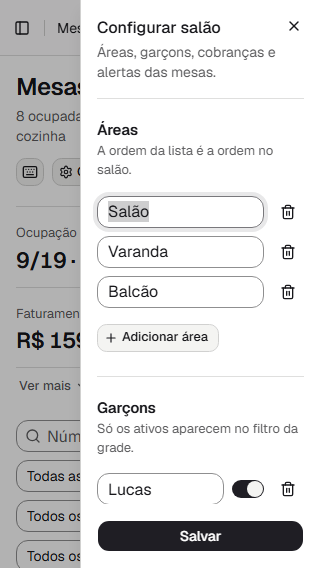 Configurar salão
Áreas, garçons, cobranças e
alertas das mesas.
Áreas
A ordem da lista é a ordem no
salão.
Salão
Varanda
Balcão
+ Adicionar área
Garçons
Só os ativos aparecem no filtro da
grade.
Lucas
Salvar
Mesas
8 ocupada
cozinha
Ocupação
9/19 ·
Faturamen
R$ 159
Ver mais
Núm
Todas as
Todos os
Todos os